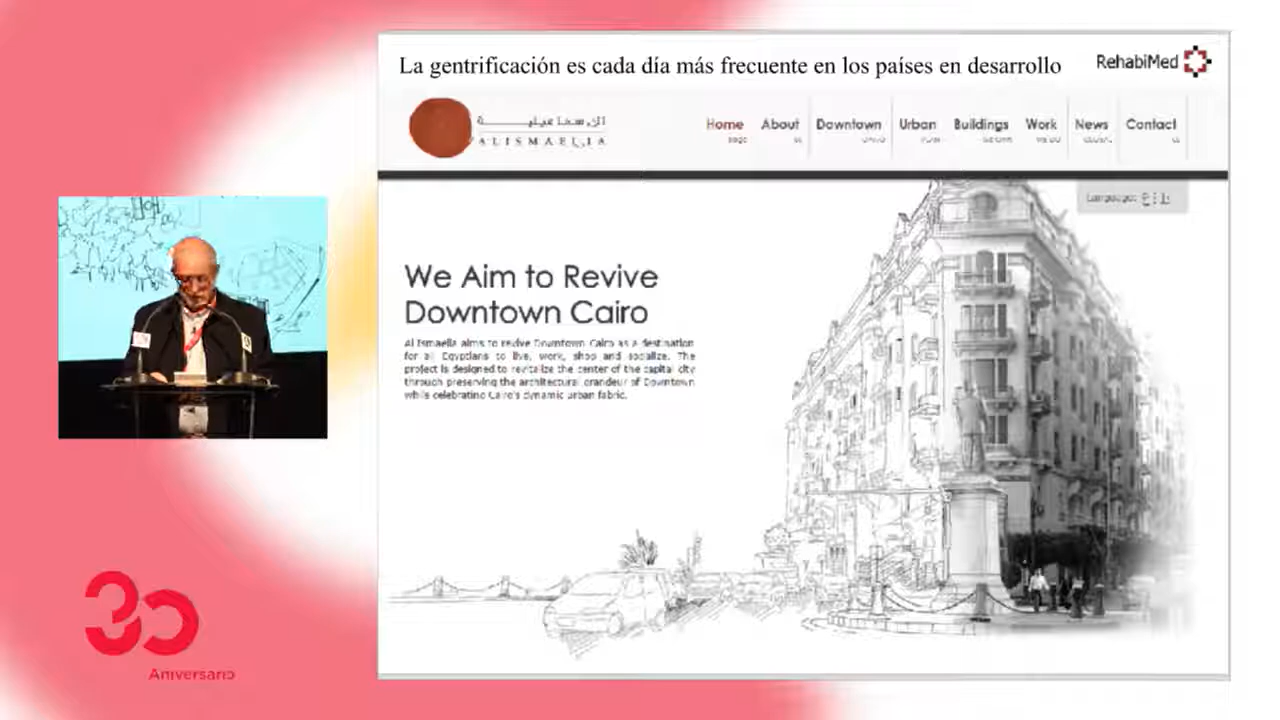 La gentrificación es cada día más frecuente en los países en desarrollo
RehabiMed
ALISMAELIA
Home
About
Downtown
Urban
Buildings
Work
News
Contact
Language:
We Aim to Revive
Downtown Cairo
Al Ismaelia aims to revive Downtown Cairo as a destination
for all Egyptians to live, work, shop and socialize. The
project is designed to revitalize the center of the capital city
through preserving the architectural grandeur of Downtown
while celebrating Cairo's dynamic urban fabric.
30
Aniversario